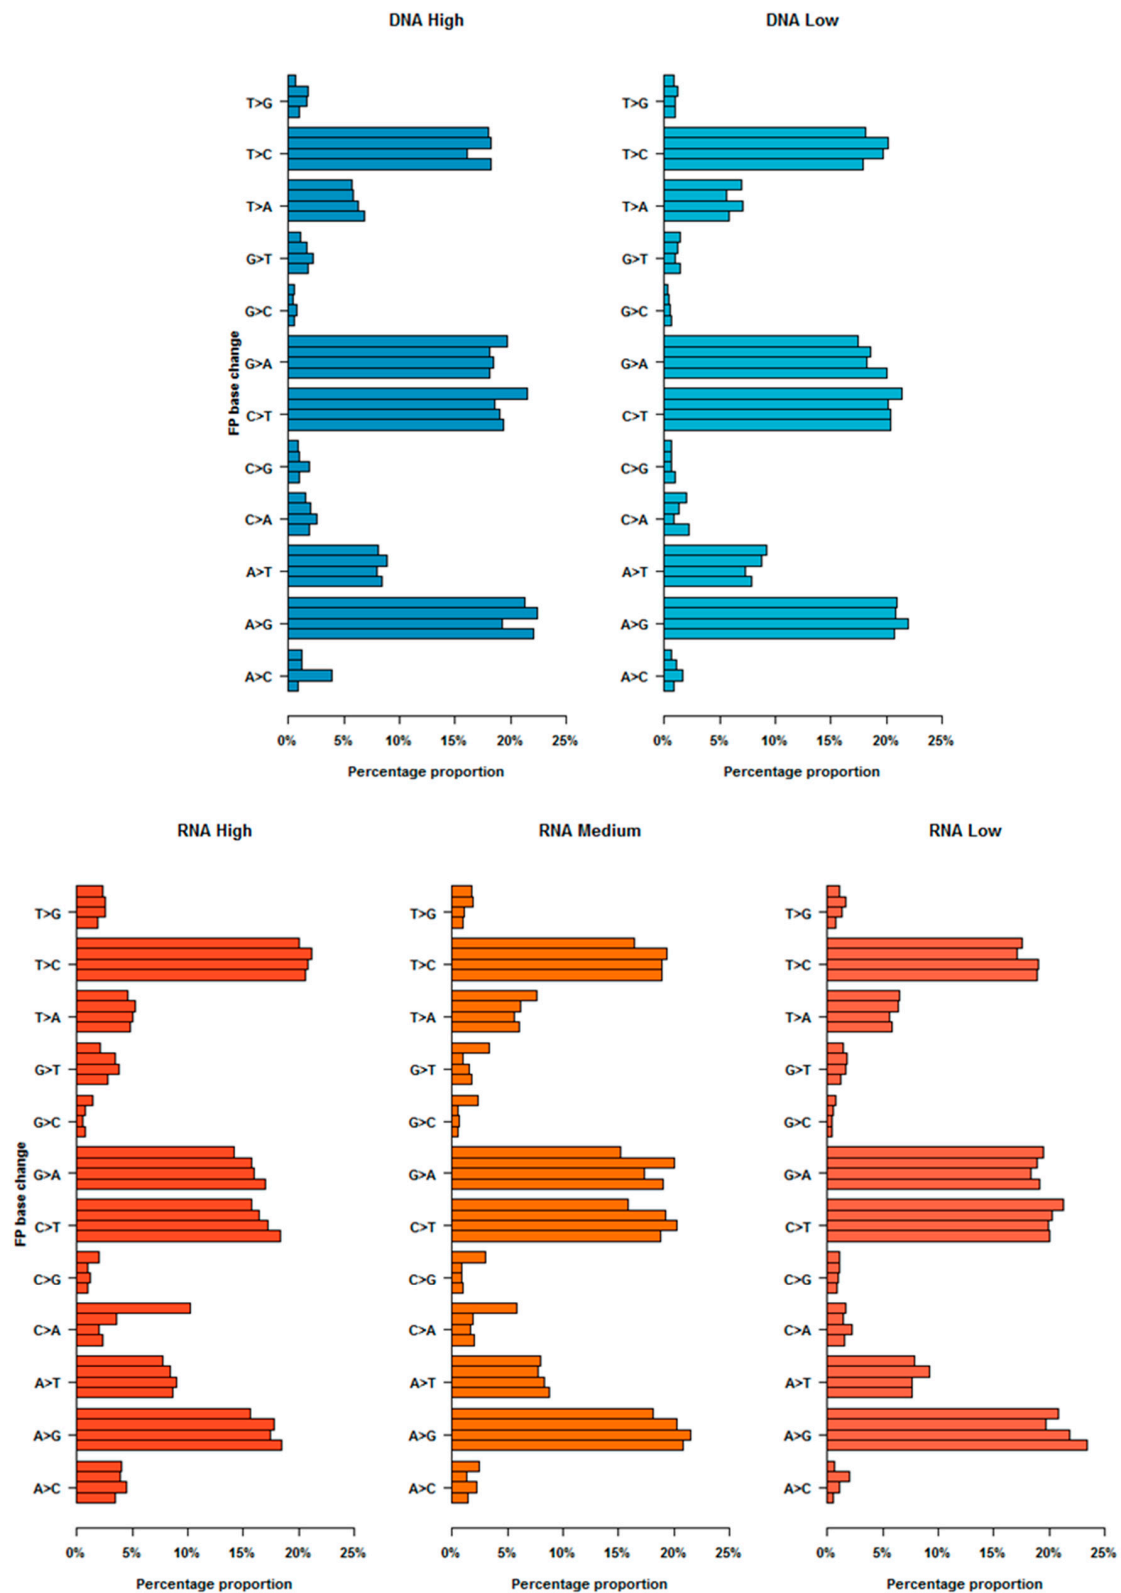 DNA High
DNA Low
T>G
T>C
T>A
G>T
G>C
G>A
C>T
C>G
C>A
A>T
A>G
A>C
FP base change
0% 5% 10% 15% 20% 25%
Percentage proportion
T>G
T>C
T>A
G>T
G>C
G>A
C>T
C>G
C>A
A>T
A>G
A>C
0% 5% 10% 15% 20% 25%
Percentage proportion
RNA High
RNA Medium
RNA Low
T>G
T>C
T>A
G>T
G>C
G>A
C>T
C>G
C>A
A>T
A>G
A>C
FP base change
0% 5% 10% 15% 20% 25%
Percentage proportion
T>G
T>C
T>A
G>T
G>C
G>A
C>T
C>G
C>A
A>T
A>G
A>C
0% 5% 10% 15% 20% 25%
Percentage proportion
T>G
T>C
T>A
G>T
G>C
G>A
C>T
C>G
C>A
A>T
A>G
A>C
0% 5% 10% 15% 20% 25%
Percentage proportion